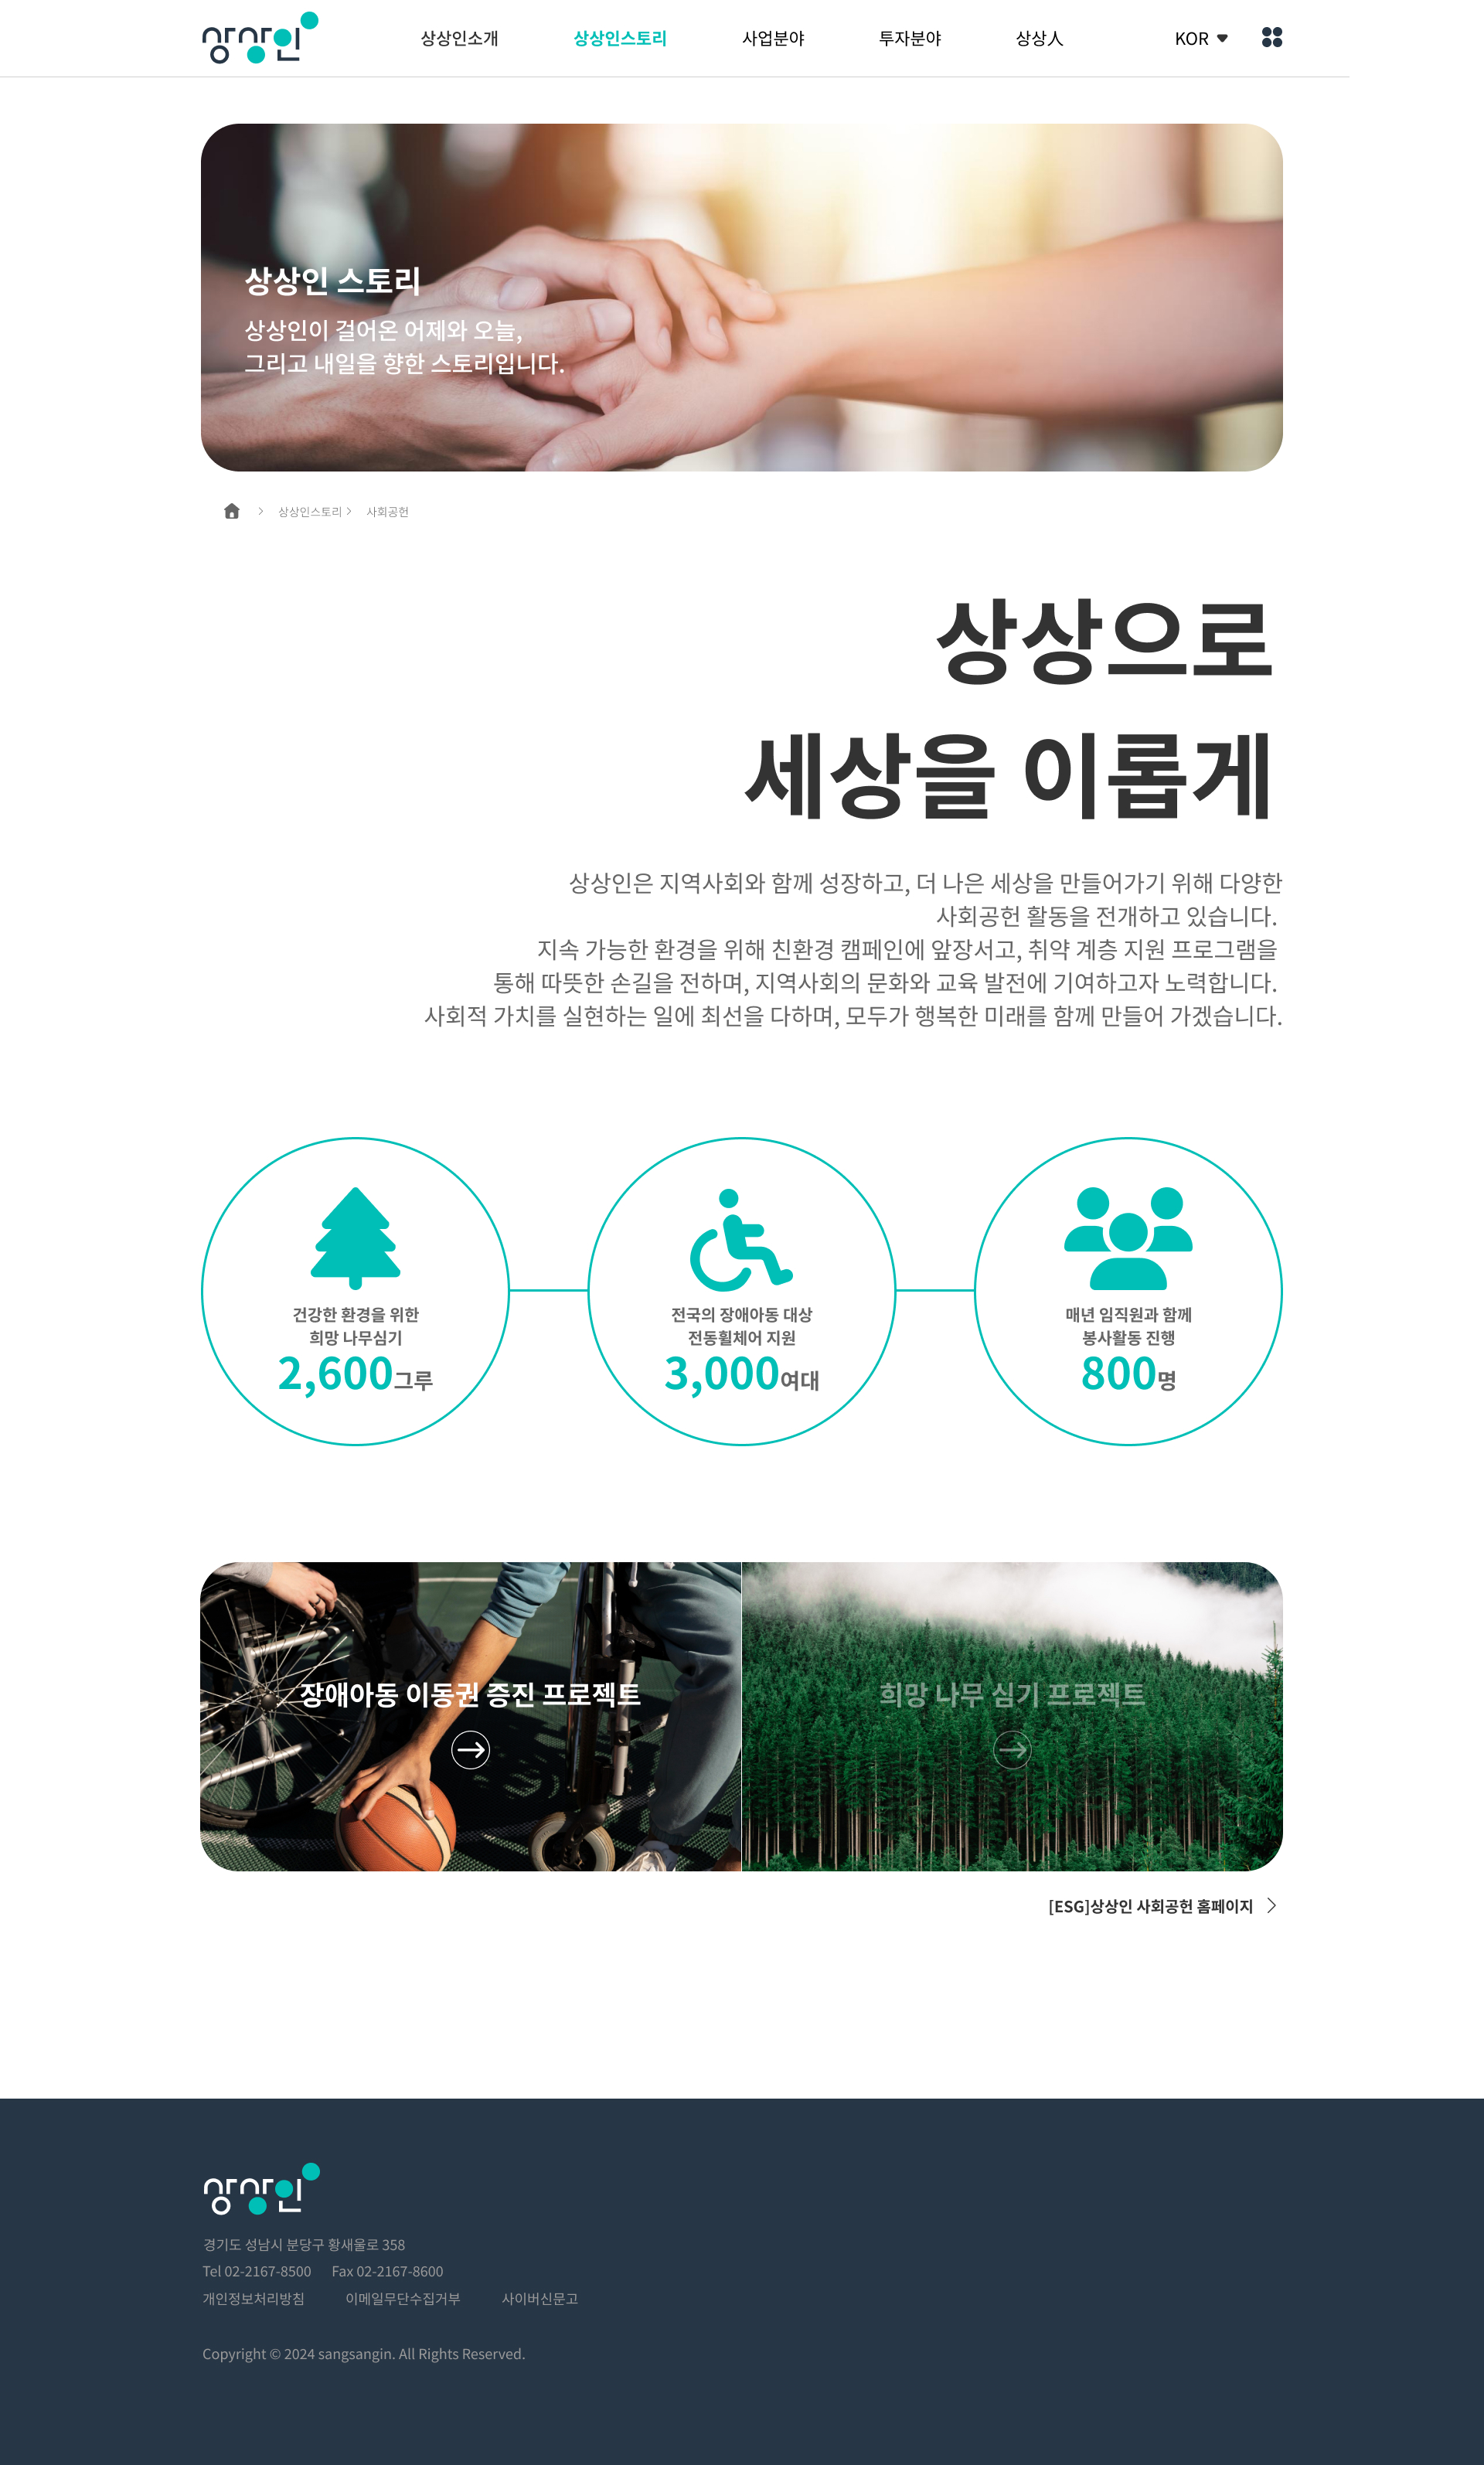 상상인
상상인소개
상상인스토리
사업분야
투자분야
상상人
KOR
상상인 스토리
상상인이 걸어온 어제와 오늘,
그리고 내일을 향한 스토리입니다.
상상인스토리
사회공헌
상상으로
세상을 이롭게
상상인은 지역사회와 함께 성장하고, 더 나은 세상을 만들어가기 위해 다양한
사회공헌 활동을 전개하고 있습니다.
지속 가능한 환경을 위해 친환경 캠페인에 앞장서고, 취약 계층 지원 프로그램을
통해 따뜻한 손길을 전하며, 지역사회의 문화와 교육 발전에 기여하고자 노력합니다.
사회적 가치를 실현하는 일에 최선을 다하며, 모두가 행복한 미래를 함께 만들어 가겠습니다.
건강한 환경을 위한
희망 나무심기
2,600그루
전국의 장애아동 대상
전동휠체어 지원
3,000여대
매년 임직원과 함께
봉사활동 진행
800명
장애아동 이동권 증진 프로젝트
희망 나무 심기 프로젝트
[ESG]상상인 사회공헌 홈페이지
상상인
경기도 성남시 분당구 황새울로 358
Tel 02-2167-8500 Fax 02-2167-8600
개인정보처리방침 이메일무단수집거부 사이버신문고
Copyright © 2024 sangsangin. All Rights Reserved.